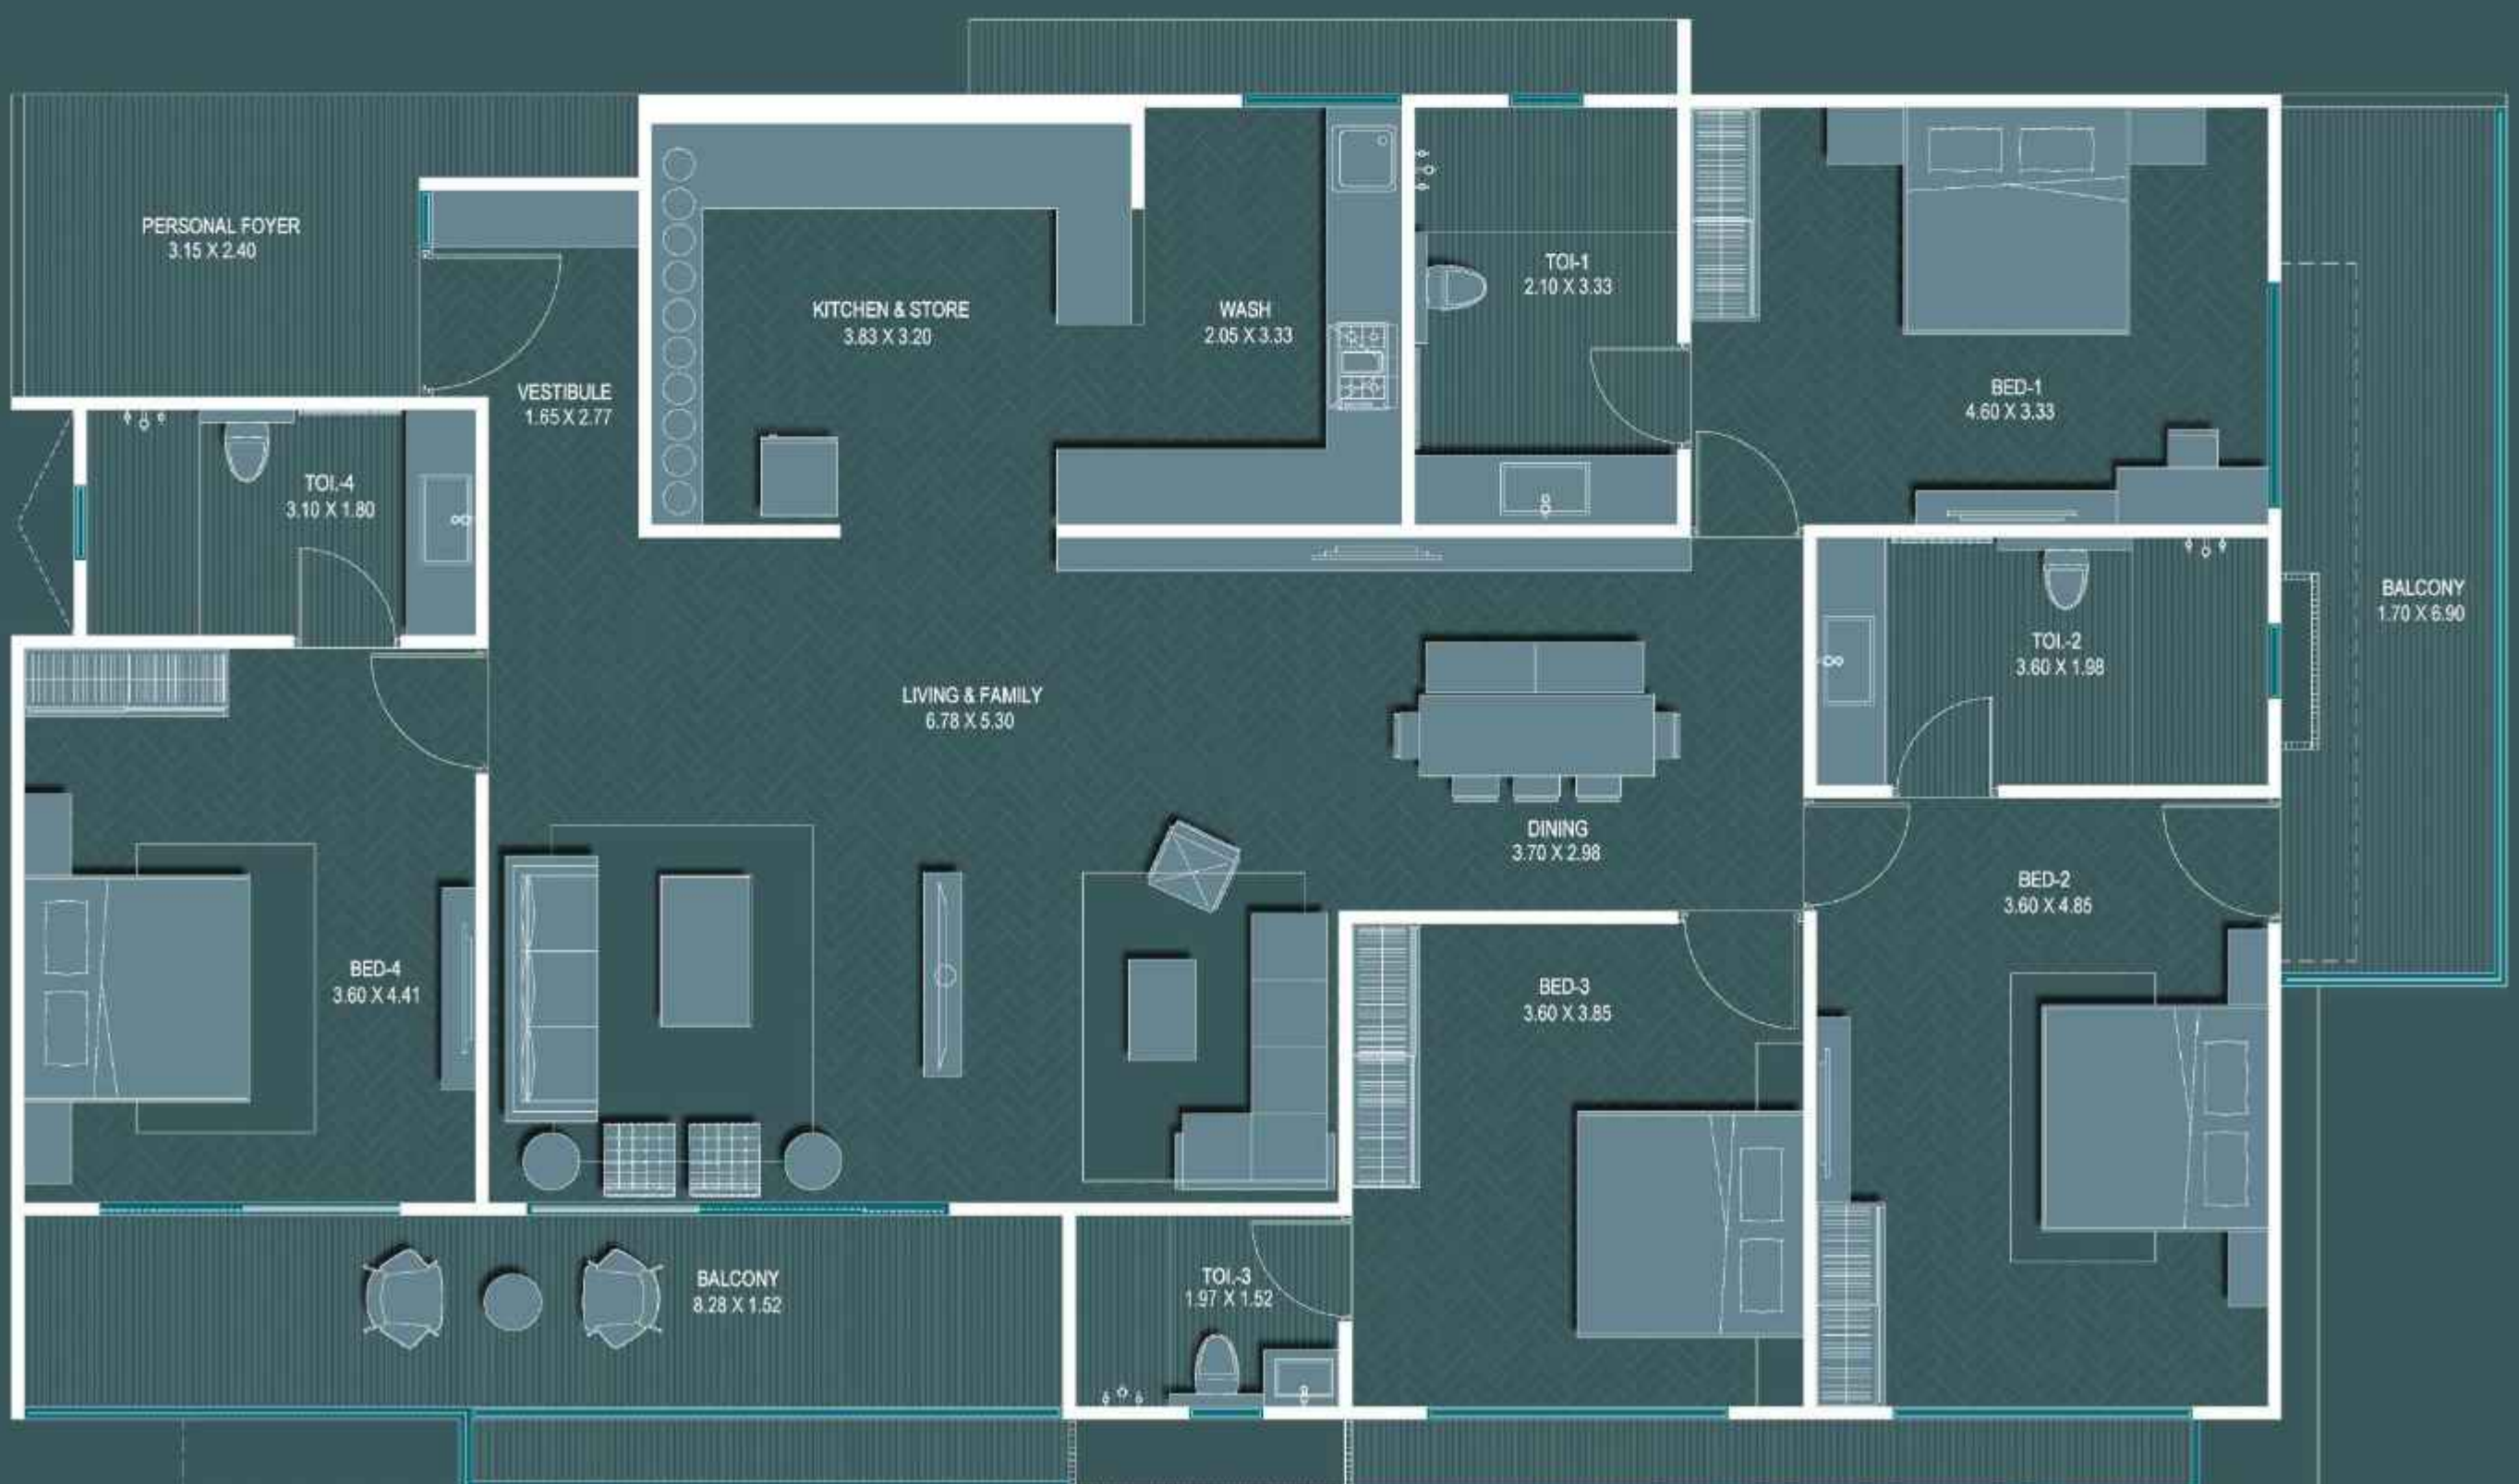 PERSONAL FOYER
3.15 X 2.40
KITCHEN & STORE
3.83 X 3.20
WASH
2.05 X 3.33
TOI-1
2.10 X 3.33
BED-1
4.60 X 3.33
VESTIBULE
1.65 X 2.77
TOI.-4
3.10 X 1.80
BALCONY
1.70 X 6.90
TOI.-2
3.60 X 1.98
LIVING & FAMILY
6.78 X 5.30
DINING
3.70 X 2.98
BED-2
3.60 X 4.85
BED-4
3.60 X 4.41
BED-3
3.60 X 3.85
BALCONY
8.28 X 1.52
TOI.-3
1.97 X 1.52